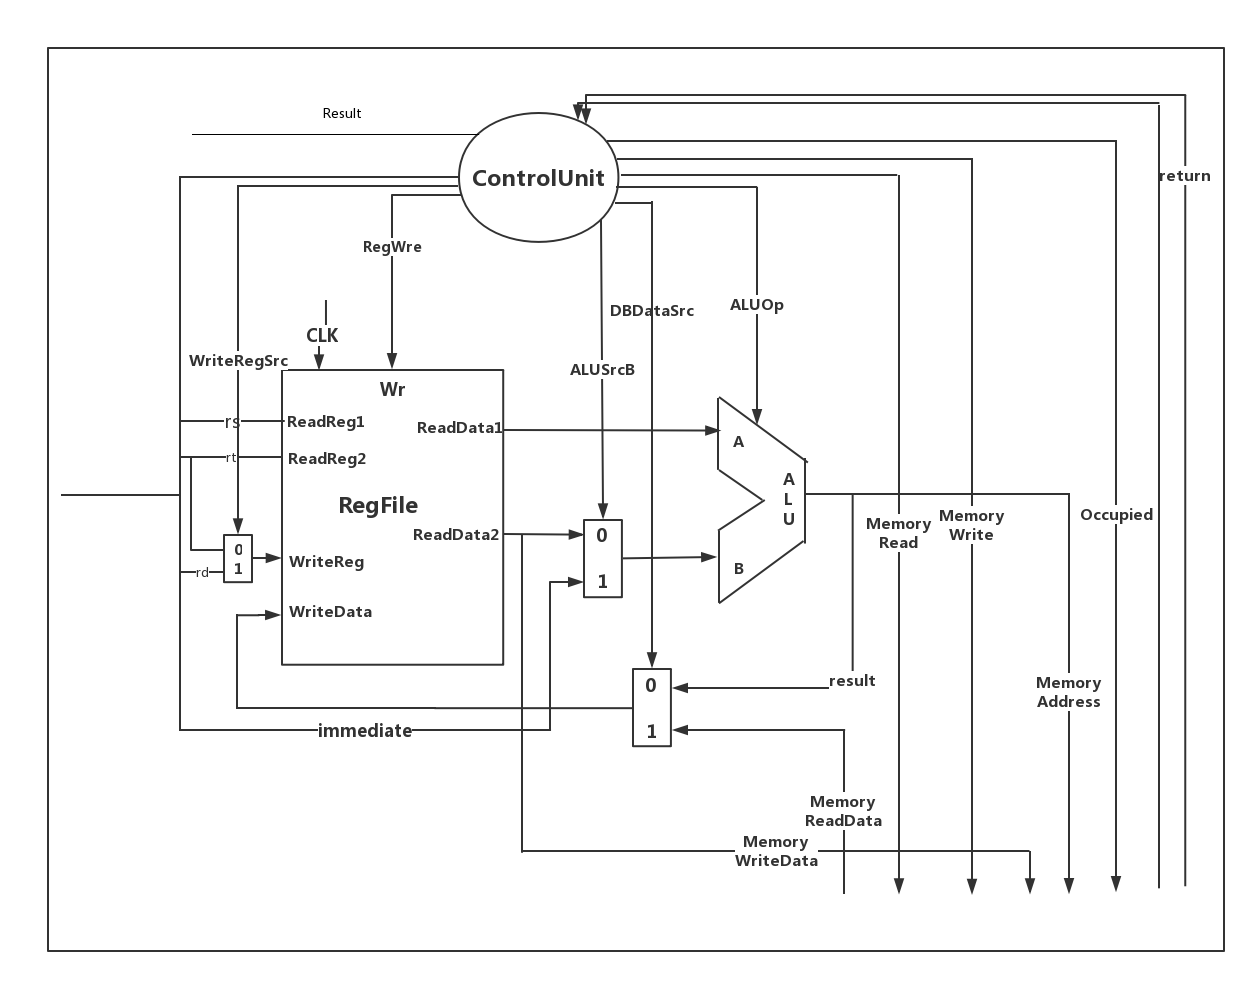 Result
ControlUnit
return
RegWre
ALUOp
DBDataSrc
CLK
WriteRegSrc
ALUSrcB
Wr
rs
ReadReg1
ReadData1
A
rt
ReadReg2
A
L
U
RegFile
Memory
Read
Memory
Write
Occupied
ReadData2
0
1
0
1
WriteReg
B
rd
WriteData
result
0
1
Memory
Address
immediate
Memory
ReadData
Memory
WriteData